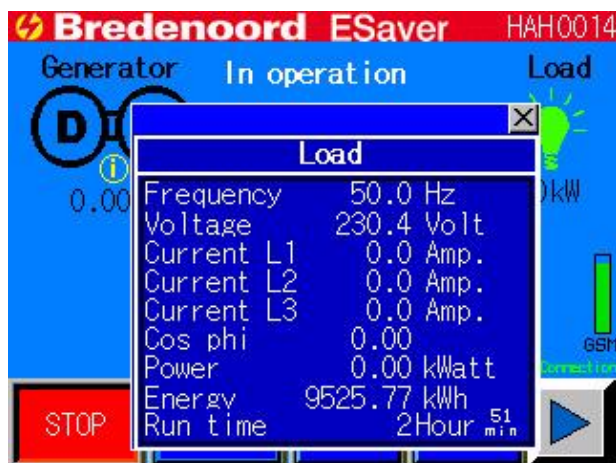 Bredenoord ESaver HAH0014
Generator In operation Load
D
i
0.00
kW
X
Load
Frequency 50.0 Hz
Voltage 230.4 Volt
Current L1 0.0 Amp.
Current L2 0.0 Amp.
Current L3 0.0 Amp.
Cos phi 0.00
Power 0.00 kWatt
Energy 9525.77 kWh
Run time 2Hour 51 min
GSM
Connection
STOP